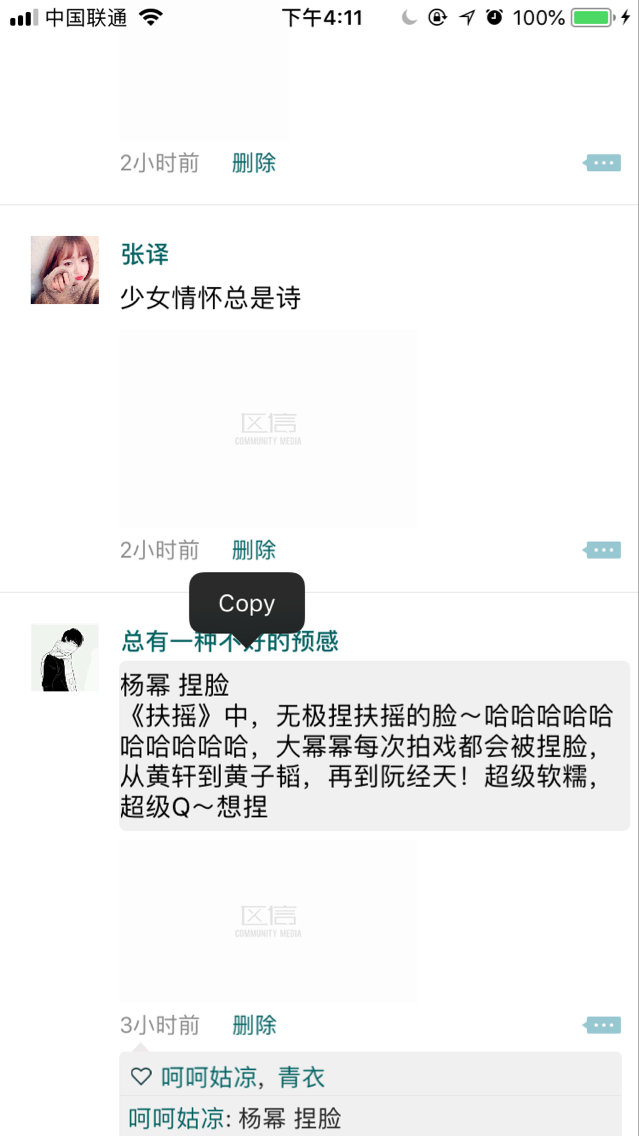 中国联通 下午4:11 100%
2小时前 删除
张译
少女情怀总是诗
区信
COMMUNITY MEDIA
2小时前 删除
Copy
总有一种不好的预感
杨幂 捏脸
《扶摇》中，无极捏扶摇的脸～哈哈哈哈哈
哈哈哈哈哈，大幂幂每次拍戏都会被捏脸，
从黄轩到黄子韬，再到阮经天！超级软糯，
超级Q～想捏
区信
COMMUNITY MEDIA
3小时前 删除
呵呵姑凉, 青衣
呵呵姑凉: 杨幂 捏脸